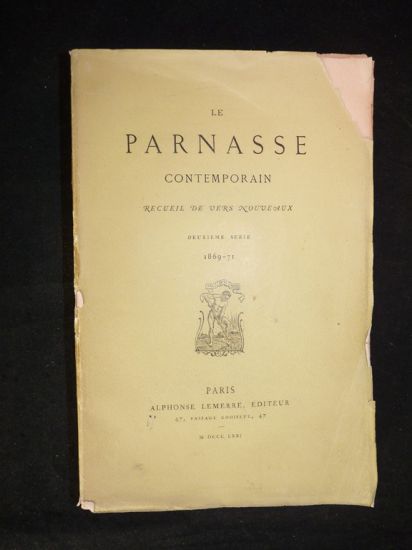 LE
PARNASSE
CONTEMPORAIN
RECUEIL DE VERS NOUVEAUX
DEUXIÈME SÉRIE
1869-71
PARIS
ALPHONSE LEMERRE, ÉDITEUR
47, PASSAGE CHOISEUL, 47
M DCCC LXXI